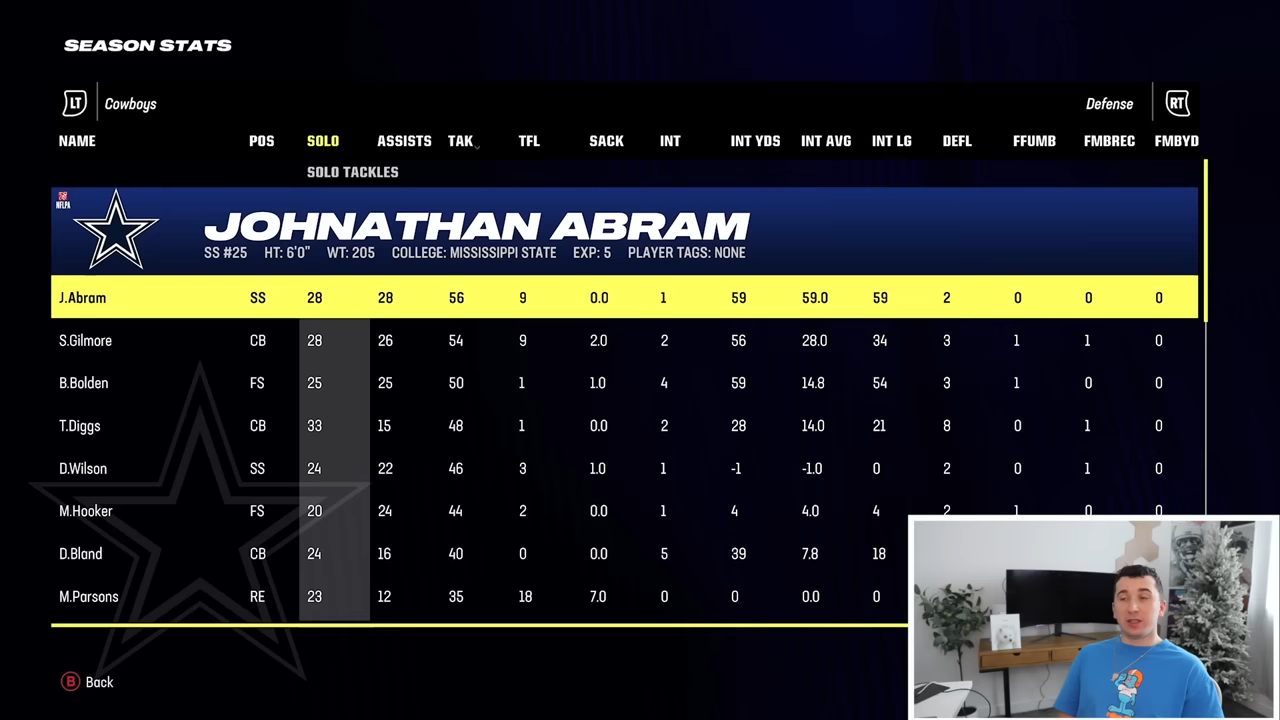 SEASON STATS
LT Cowboys Defense RT
NAME POS SOLO ASSISTS TAK TFL SACK INT INT YDS INT AVG INT LG DEFL FFUMB FMBREC FMBYD
SOLO TACKLES
NFLPA
JOHNATHAN ABRAM
SS #25 HT: 6'0" WT: 205 COLLEGE: MISSISSIPPI STATE EXP: 5 PLAYER TAGS: NONE
J.Abram SS 28 28 56 9 0.0 1 59 59.0 59 2 0 0 0
S.Gilmore CB 28 26 54 9 2.0 2 56 28.0 34 3 1 1 0
B.Bolden FS 25 25 50 1 1.0 4 59 14.8 54 3 1 0 0
T.Diggs CB 33 15 48 1 0.0 2 28 14.0 21 8 0 1 0
D.Wilson SS 24 22 46 3 1.0 1 -1 -1.0 0 2 0 1 0
M.Hooker FS 20 24 44 2 0.0 1 4 4.0 4 2 1 0 0
D.Bland CB 24 16 40 0 0.0 5 39 7.8 18
M.Parsons RE 23 12 35 18 7.0 0 0 0.0 0
B Back